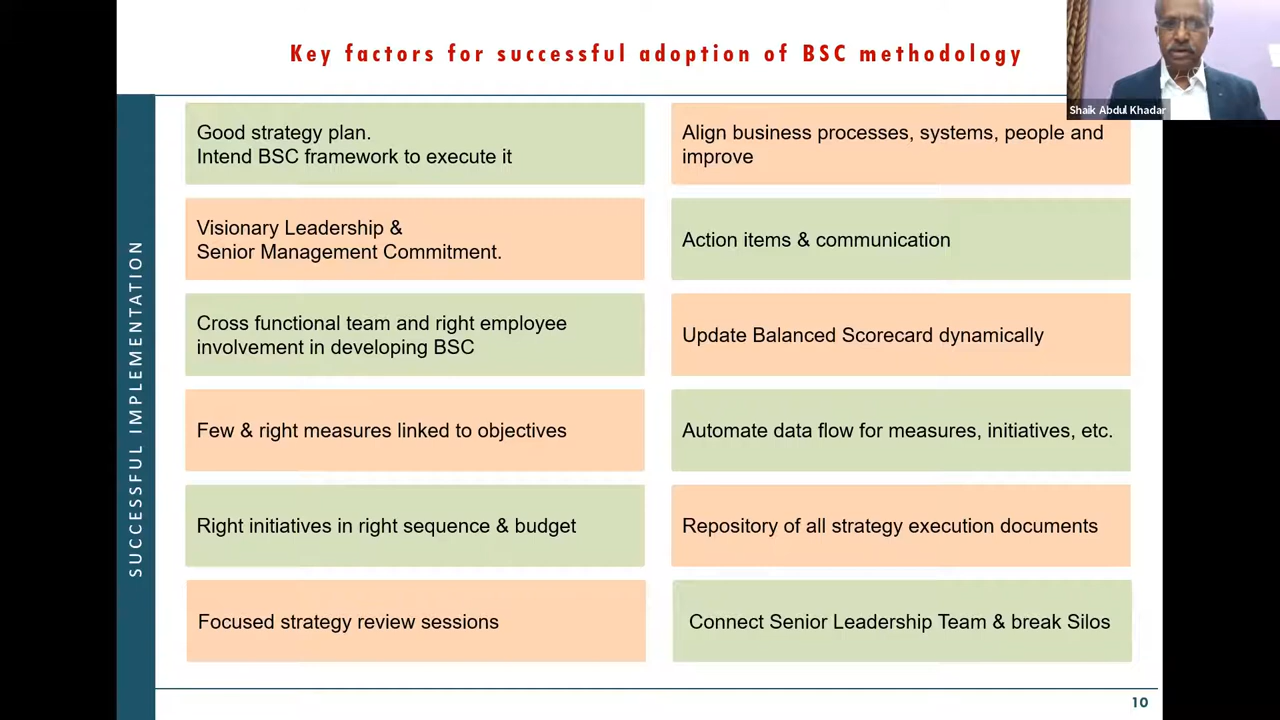 Key factors for successful adoption of BSC methodology
Shaik Abdul Khadar
SUCCESSFUL IMPLEMENTATION
Good strategy plan.
Intend BSC framework to execute it
Visionary Leadership &
Senior Management Commitment.
Cross functional team and right employee
involvement in developing BSC
Few & right measures linked to objectives
Right initiatives in right sequence & budget
Focused strategy review sessions
Align business processes, systems, people and
improve
Action items & communication
Update Balanced Scorecard dynamically
Automate data flow for measures, initiatives, etc.
Repository of all strategy execution documents
Connect Senior Leadership Team & break Silos
10